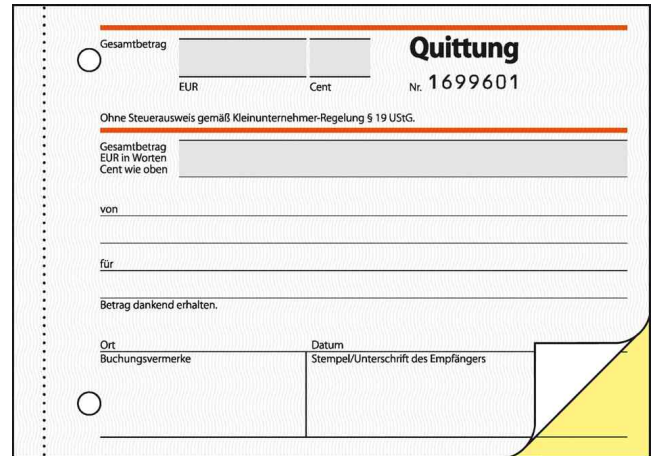 Gesamtbetrag
Quittung
EUR Cent Nr. 1699601
Ohne Steuerausweis gemäß Kleinunternehmer-Regelung § 19 UStG.
Gesamtbetrag
EUR in Worten
Cent wie oben
von
für
Betrag dankend erhalten.
Ort Datum
Buchungsvermerke Stempel/Unterschrift des Empfängers